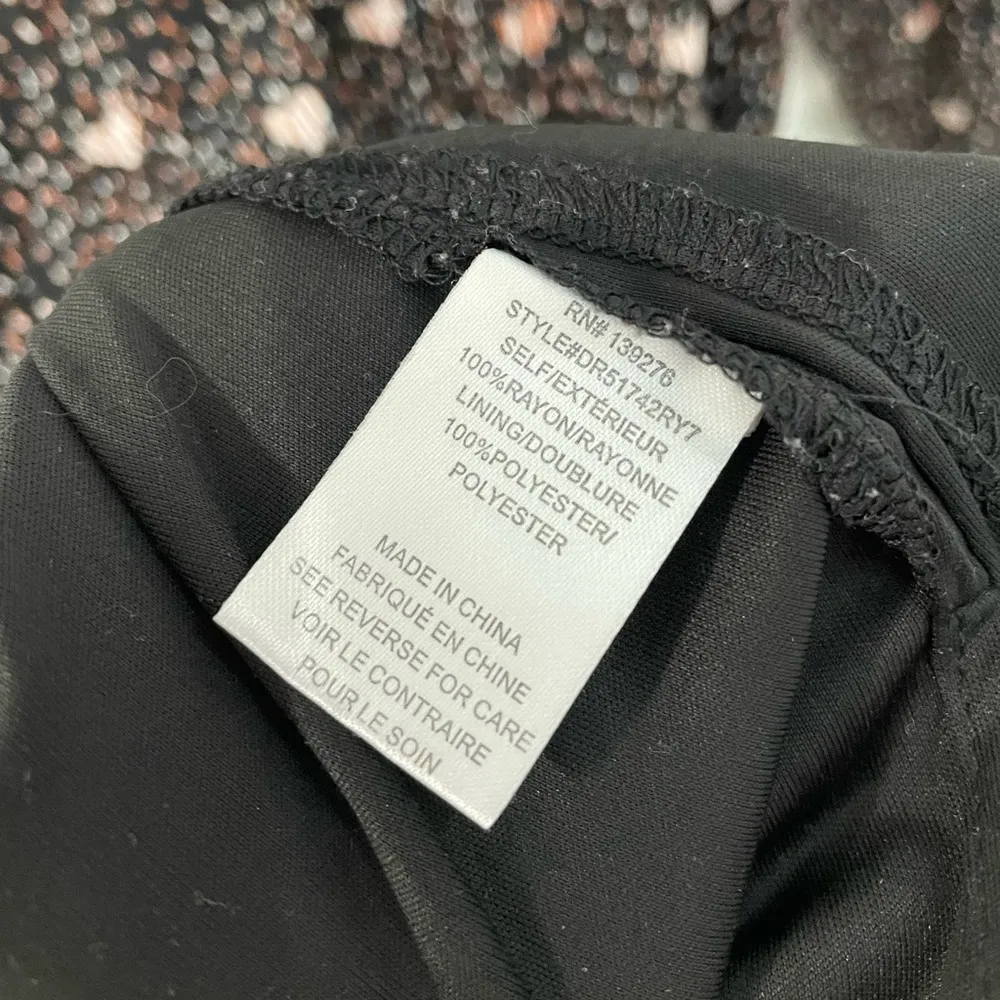 RN# 139276
STYLE#DR51742RY7
SELF/EXTÉRIEUR
100%RAYON/RAYONNE
LINING/DOUBLURE
100%POLYESTER/
POLYESTER
MADE IN CHINA
FABRIQUÉ EN CHINE
SEE REVERSE FOR CARE
VOIR LE CONTRAIRE
POUR LE SOIN